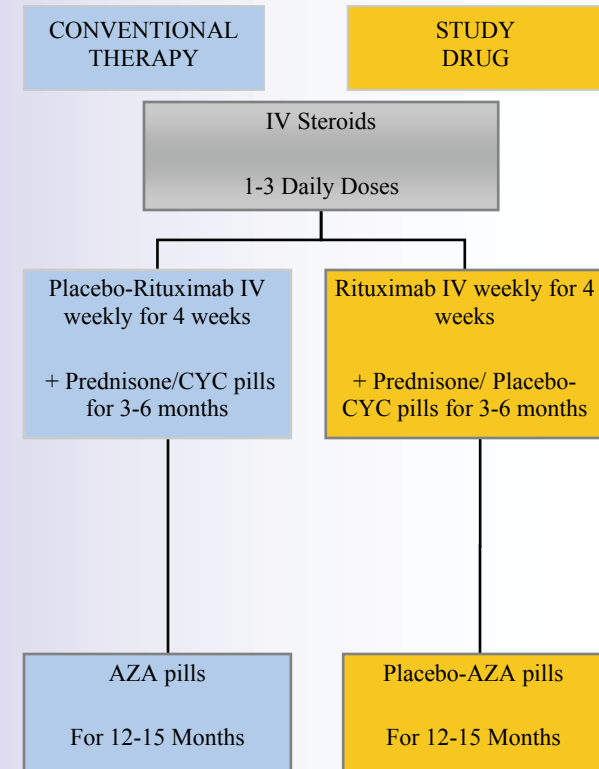 CONVENTIONAL
THERAPY
STUDY
DRUG
IV Steroids
1-3 Daily Doses
Placebo-Rituximab IV
weekly for 4 weeks
+ Prednisone/CYC pills
for 3-6 months
Rituximab IV weekly for 4
weeks
+ Prednisone/ Placebo-
CYC pills for 3-6 months
AZA pills
For 12-15 Months
Placebo-AZA pills
For 12-15 Months